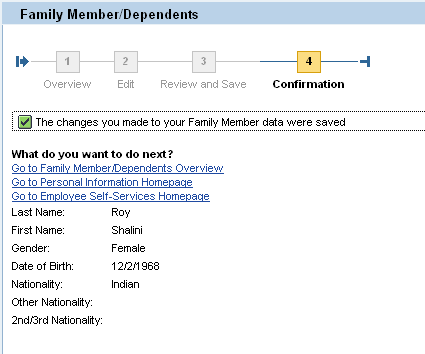 Family Member/Dependents
1 2 3 4
Overview Edit Review and Save Confirmation
The changes you made to your Family Member data were saved
What do you want to do next?
Go to Family Member/Dependents Overview
Go to Personal Information Homepage
Go to Employee Self-Services Homepage
Last Name: Roy
First Name: Shalini
Gender: Female
Date of Birth: 12/2/1968
Nationality: Indian
Other Nationality:
2nd/3rd Nationality: